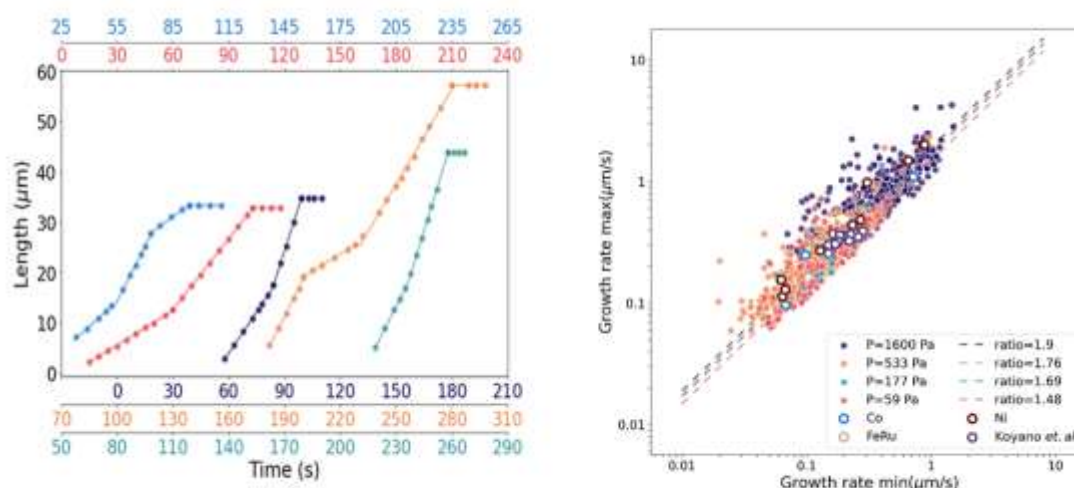 25 55 85 115 145 175 205 235 265
0 30 60 90 120 150 180 210 240
60
50
40
30
20
10
0
Length (μm)
0 30 60 90 120 150 180 210
70 100 130 160 190 220 250 280 310
50 80 110 140 170 200 230 260 290
Time (s)
10
1
0.1
0.01
Growth rate max(μm/s)
P=1600 Pa
P=533 Pa
P=177 Pa
P=59 Pa
Co
FeRu
ratio=1.9
ratio=1.76
ratio=1.69
ratio=1.48
Ni
Koyano et. al
0.01 0.1 1 10
Growth rate min(μm/s)